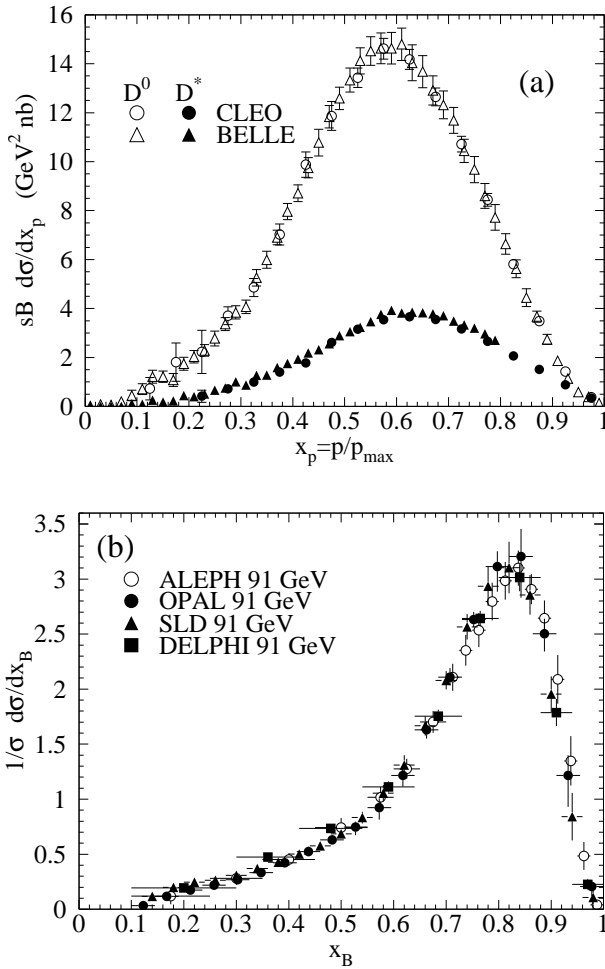 16
14
12
10
8
6
4
2
0
sB dσ/dx_p (GeV² nb)
(a)
D⁰ D*
CLEO
BELLE
0 0.1 0.2 0.3 0.4 0.5 0.6 0.7 0.8 0.9 1
x_p=p/p_max
3.5
3
2.5
2
1.5
1
0.5
0
1/σ dσ/dx_B
(b)
ALEPH 91 GeV
OPAL 91 GeV
SLD 91 GeV
DELPHI 91 GeV
0 0.1 0.2 0.3 0.4 0.5 0.6 0.7 0.8 0.9 1
x_B